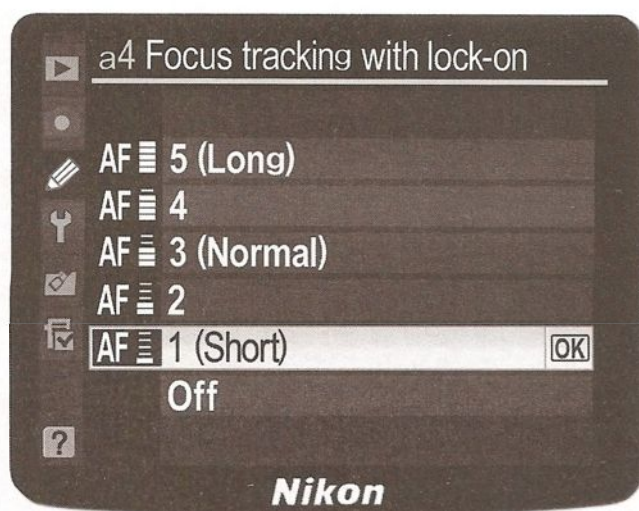 a4 Focus tracking with lock-on
AF 5 (Long)
AF 4
AF 3 (Normal)
AF 2
AF 1 (Short) OK
Off
?
Nikon